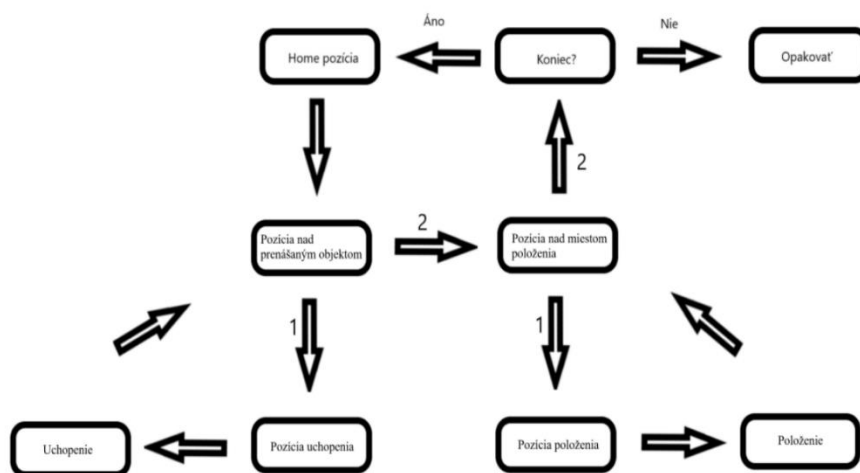 Áno
Nie
Home pozícia
Koniec?
Opakovať
2
Pozícia nad
prenášaným objektom
2
Pozícia nad miestom
položenia
1
1
Uchopenie
Pozícia uchopenia
Pozícia položenia
Položenie